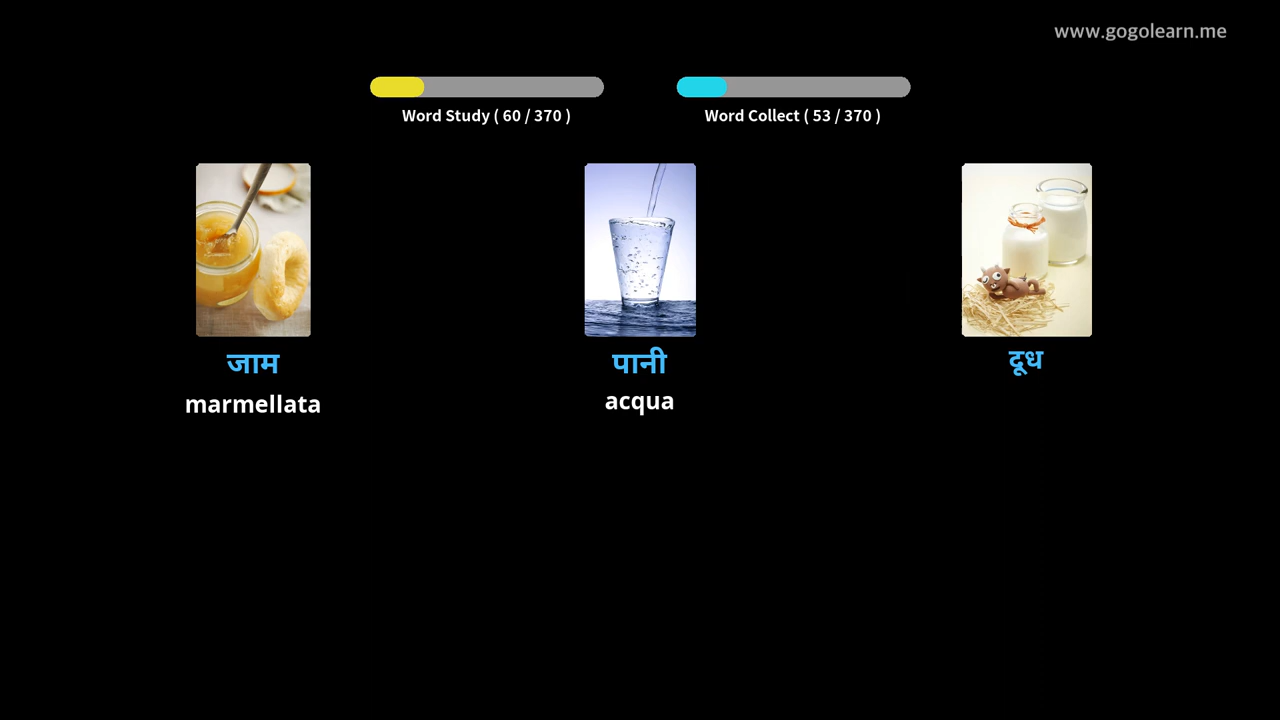 www.gogolearn.me
Word Study ( 60 / 370 )
Word Collect ( 53 / 370 )
जाम
पानी
दूध
marmellata
acqua